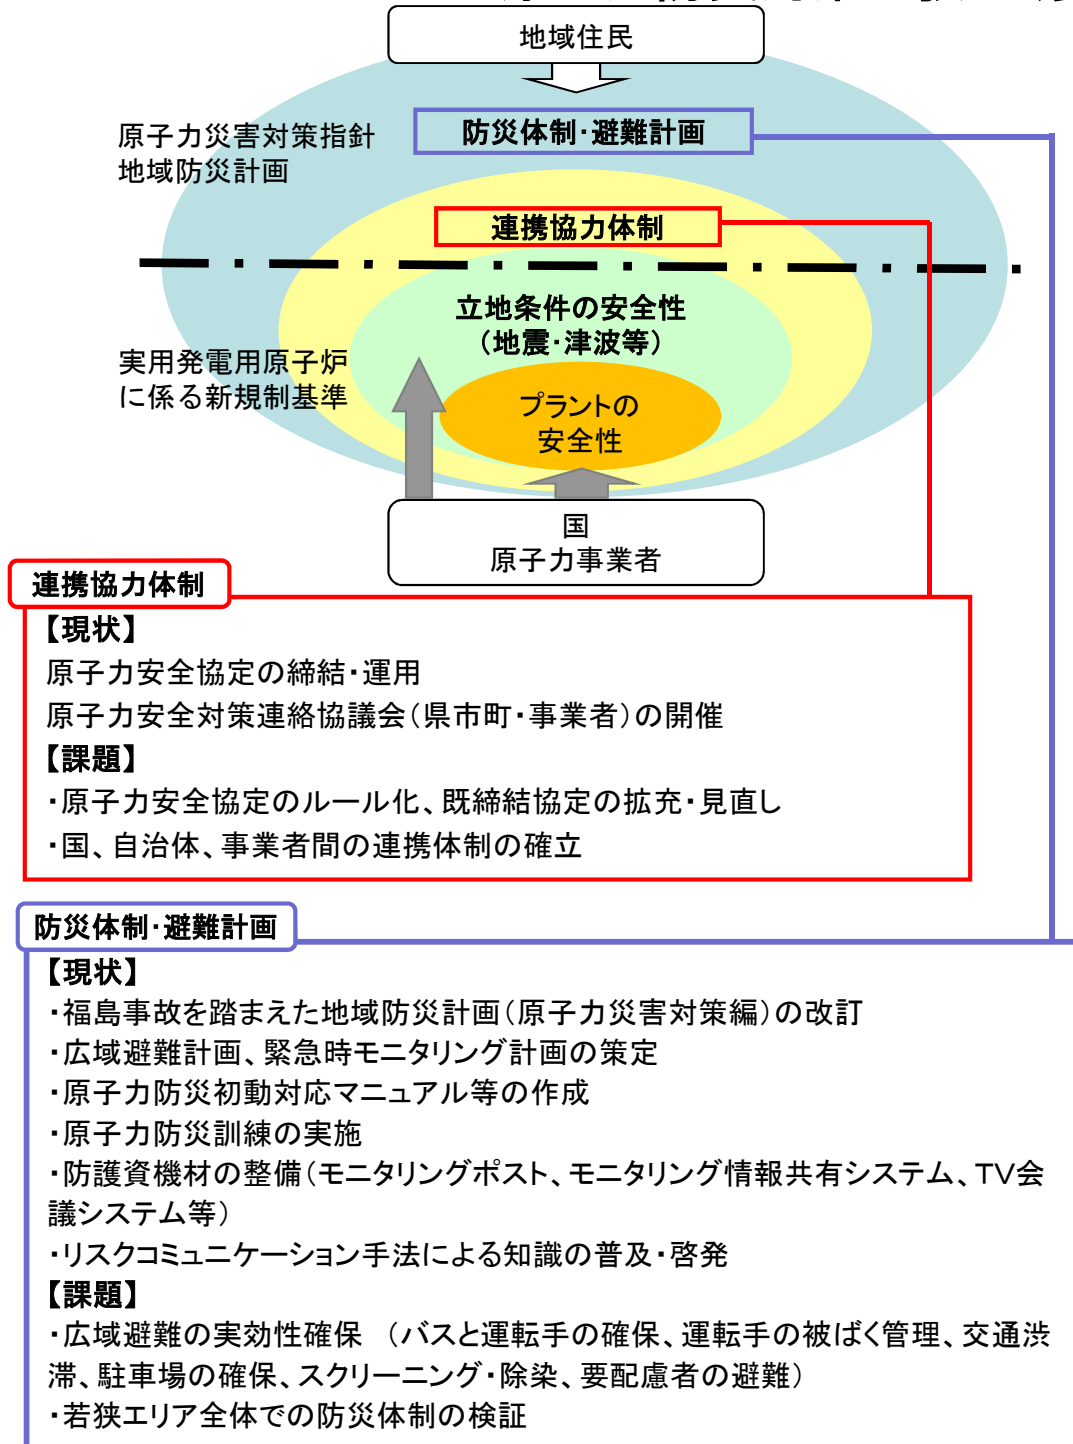 地域住民
防災体制・避難計画
原子力災害対策指針
地域防災計画
連携協力体制
立地条件の安全性
（地震・津波等）
実用発電用原子炉
に係る新規制基準
プラントの
安全性
国
原子力事業者
連携協力体制
【現状】
原子力安全協定の締結・運用
原子力安全対策連絡協議会（県市町・事業者）の開催
【課題】
・原子力安全協定のルール化、既締結協定の拡充・見直し
・国、自治体、事業者間の連携体制の確立
防災体制・避難計画
【現状】
・福島事故を踏まえた地域防災計画（原子力災害対策編）の改訂
・広域避難計画、緊急時モニタリング計画の策定
・原子力防災初動対応マニュアル等の作成
・原子力防災訓練の実施
・防護資機材の整備（モニタリングポスト、モニタリング情報共有システム、ＴＶ会
議システム等）
・リスクコミュニケーション手法による知識の普及・啓発
【課題】
・広域避難の実効性確保　（バスと運転手の確保、運転手の被ばく管理、交通渋
滞、駐車場の確保、スクリーニング・除染、要配慮者の避難）
・若狭エリア全体での防災体制の検証